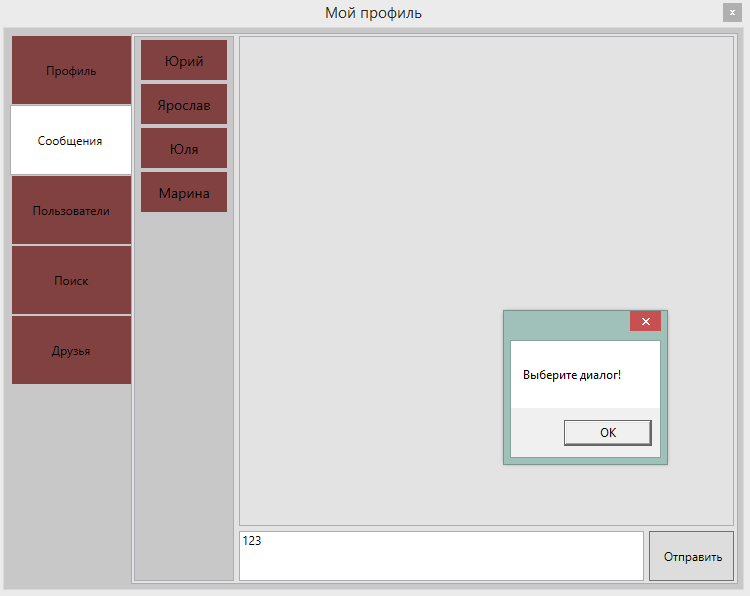 Мой профиль
x
Профиль
Сообщения
Пользователи
Поиск
Друзья
Юрий
Ярослав
Юля
Марина
Выберите диалог!
OK
123
Отправить